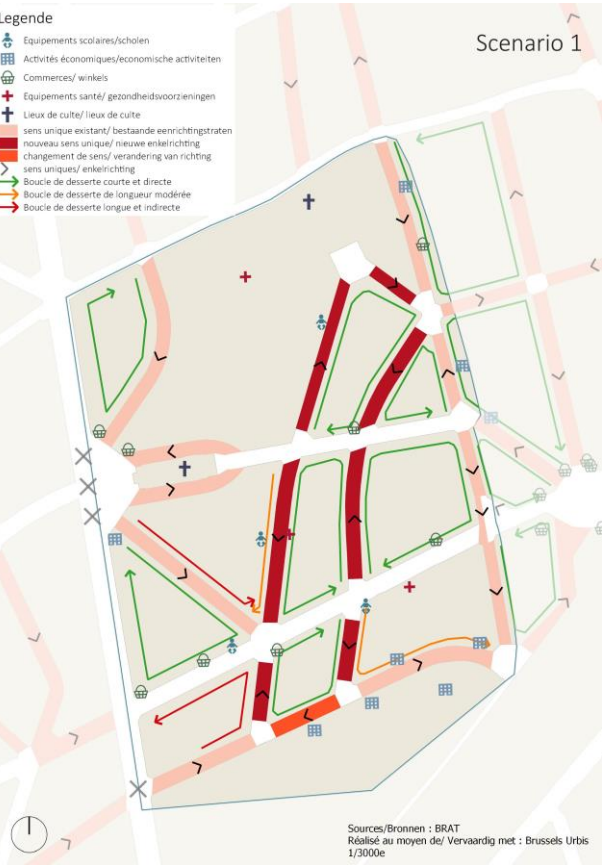 Legende
Scenario 1
Equipements scolaires/scholen
Activités économiques/economische activiteiten
Commerces/ winkels
Equipements santé/ gezondheidsvoorzieningen
Lieux de culte/ lieux de culte
sens unique existant/ bestaande eenrichtingstraten
nouveau sens unique/ nieuwe enkelrichting
changement de sens/ verandering van richting
sens uniques/ enkelrichting
Boucle de desserte courte et directe
Boucle de desserte de longueur modérée
Boucle de desserte longue et indirecte
Sources/Bronnen : BRAT
Réalisé au moyen de/ Vervaardig met : Brussels Urbis
1/3000e